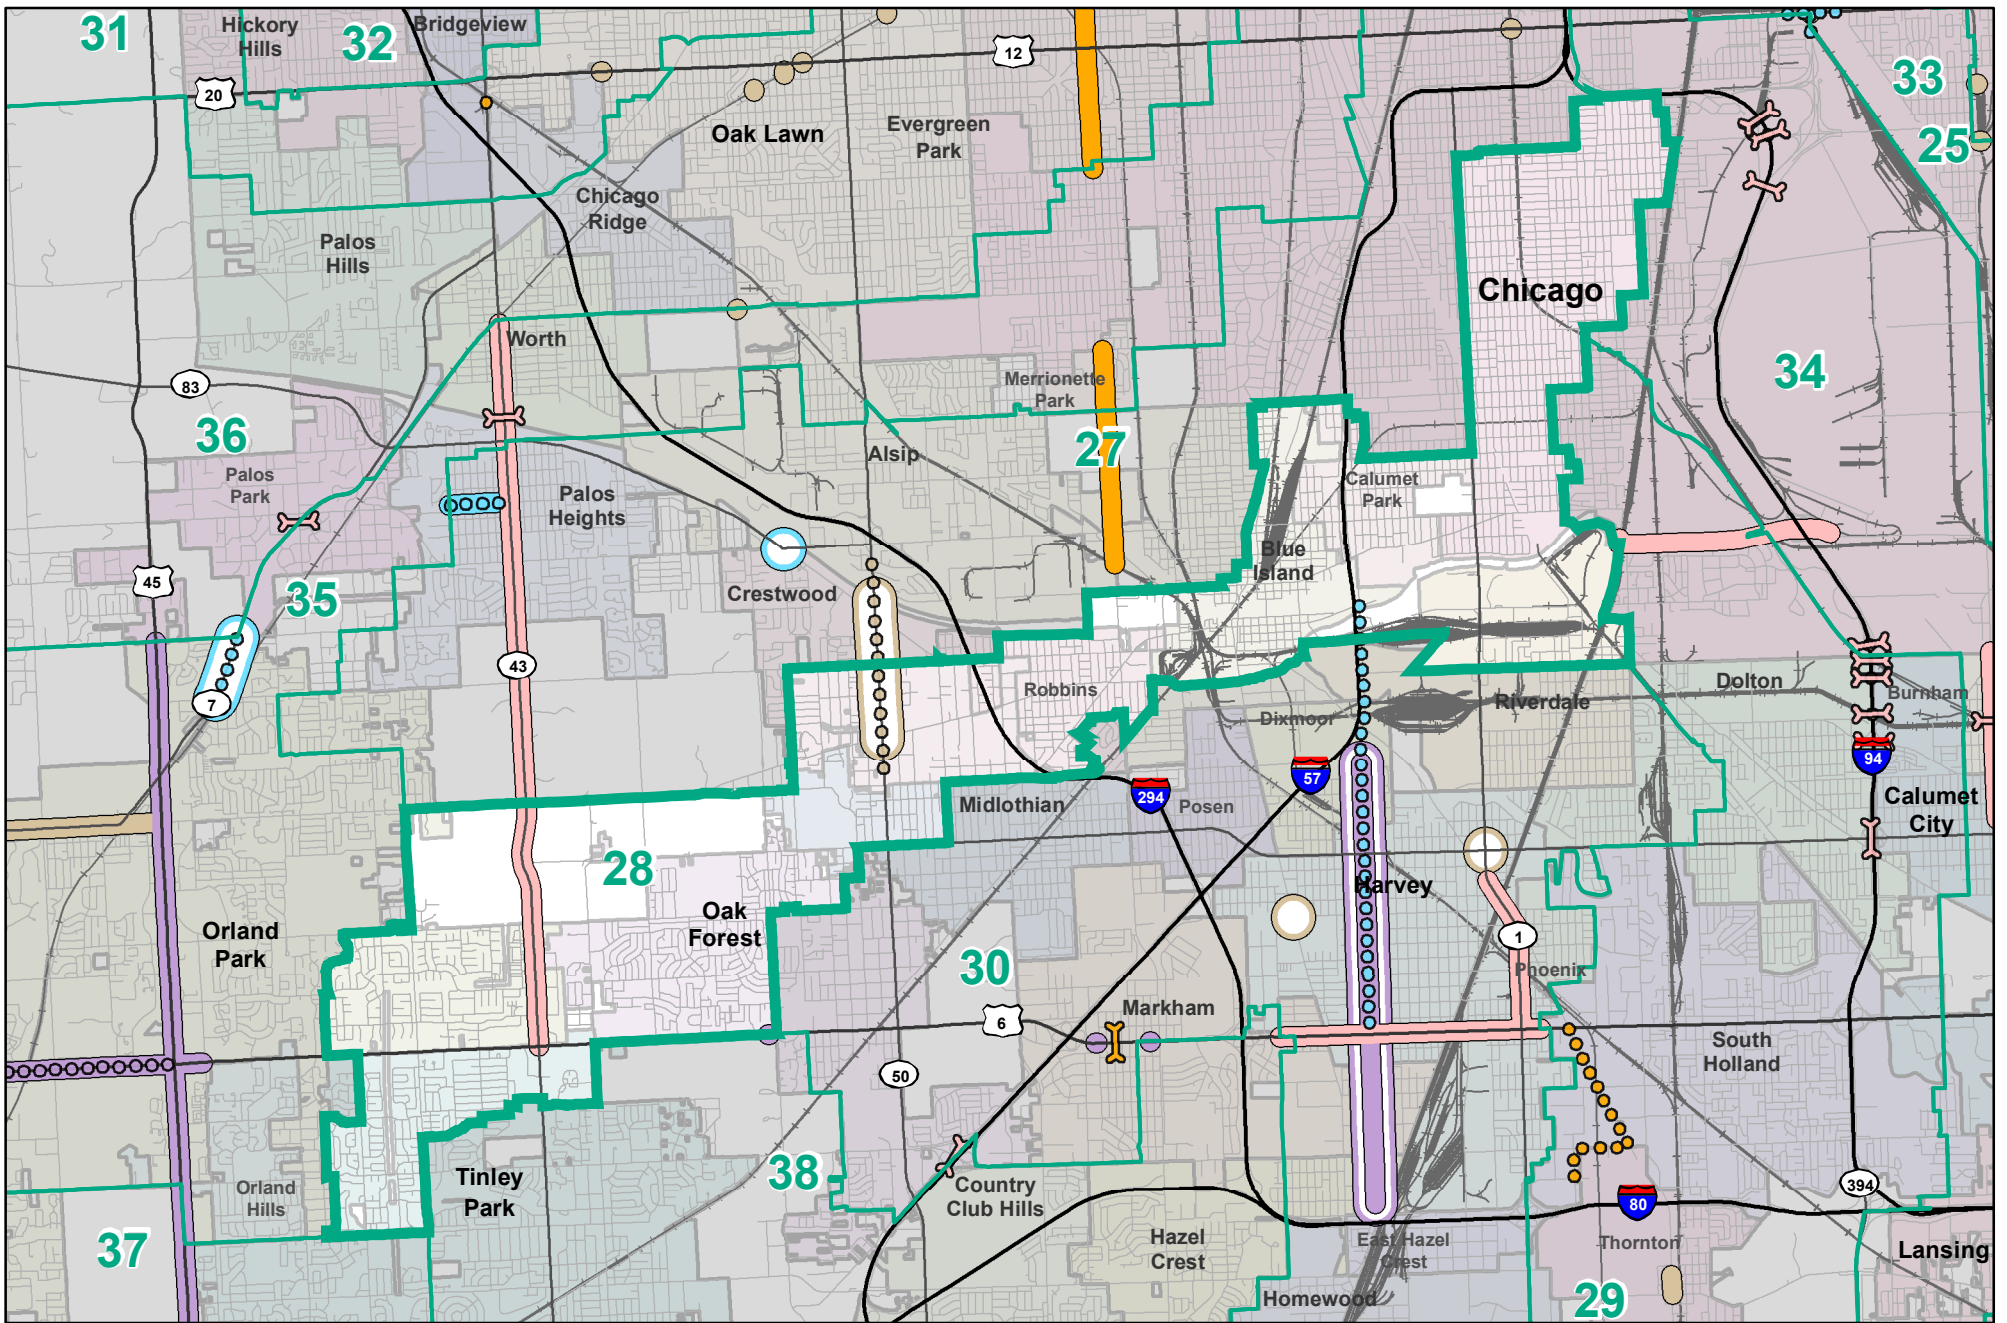 31
Hickory
Hills
32
Bridgeview
12
20
33
25
Oak Lawn
Evergreen
Park
Chicago
Ridge
Palos
Hills
Chicago
Worth
83
Merrionette
Park
34
36
27
Alsip
Palos
Park
Palos
Heights
Calumet
Park
Blue
Island
45
35
Crestwood
43
7
Robbins
Dixmoor
Riverdale
Dolton
Burnham
94
57
294
Midlothian
Posen
Calumet
City
28
Harvey
Oak
Forest
Orland
Park
1
30
Phoenix
6
Markham
South
Holland
50
38
Tinley
Park
Orland
Hills
Country
Club Hills
394
80
37
Hazel
Crest
East Hazel
Crest
Thornton
Lansing
Homewood
29